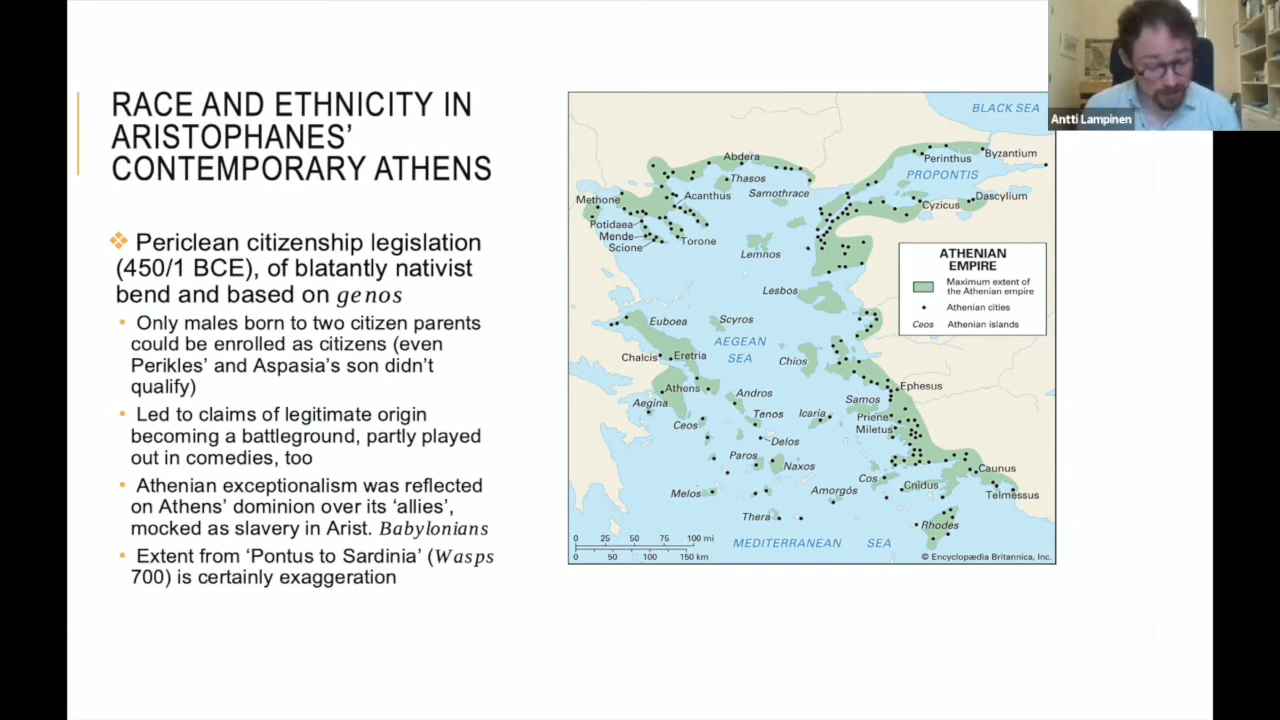 RACE AND ETHNICITY IN
ARISTOPHANES'
CONTEMPORARY ATHENS
Periclean citizenship legislation
(450/1 BCE), of blatantly nativist
bend and based on genos
Only males born to two citizen parents
could be enrolled as citizens (even
Perikles' and Aspasia's son didn't
qualify)
Led to claims of legitimate origin
becoming a battleground, partly played
out in comedies, too
Athenian exceptionalism was reflected
on Athens' dominion over its 'allies',
mocked as slavery in Arist. Babylonians
Extent from 'Pontus to Sardinia' (Wasps
700) is certainly exaggeration
BLACK SEA
Abdera
Perinthus
Byzantium
Thasos
PROPONTIS
Methone
Acanthus
Samothrace
Cyzicus
Dascylium
Potidaea
Mende
Scione
Torone
Lemnos
ATHENIAN
EMPIRE
Maximum extent of
the Athenian empire
Athenian cities
Ceos Athenian islands
Lesbos
Euboea
Scyros
AEGEAN
SEA
Chalcis
Eretria
Chios
Athens
Andros
Ephesus
Aegina
Samos
Ceos
Tenos
Icaria
Priene
Miletus
Delos
Paros
Naxos
Caunus
Melos
Amorgós
Cos
Cnidus
Telmessus
Thera
Rhodes
0 25 50 75 100 mi
0 50 100 150 km
MEDITERRANEAN SEA
© Encyclopædia Britannica, Inc.
Antti Lampinen